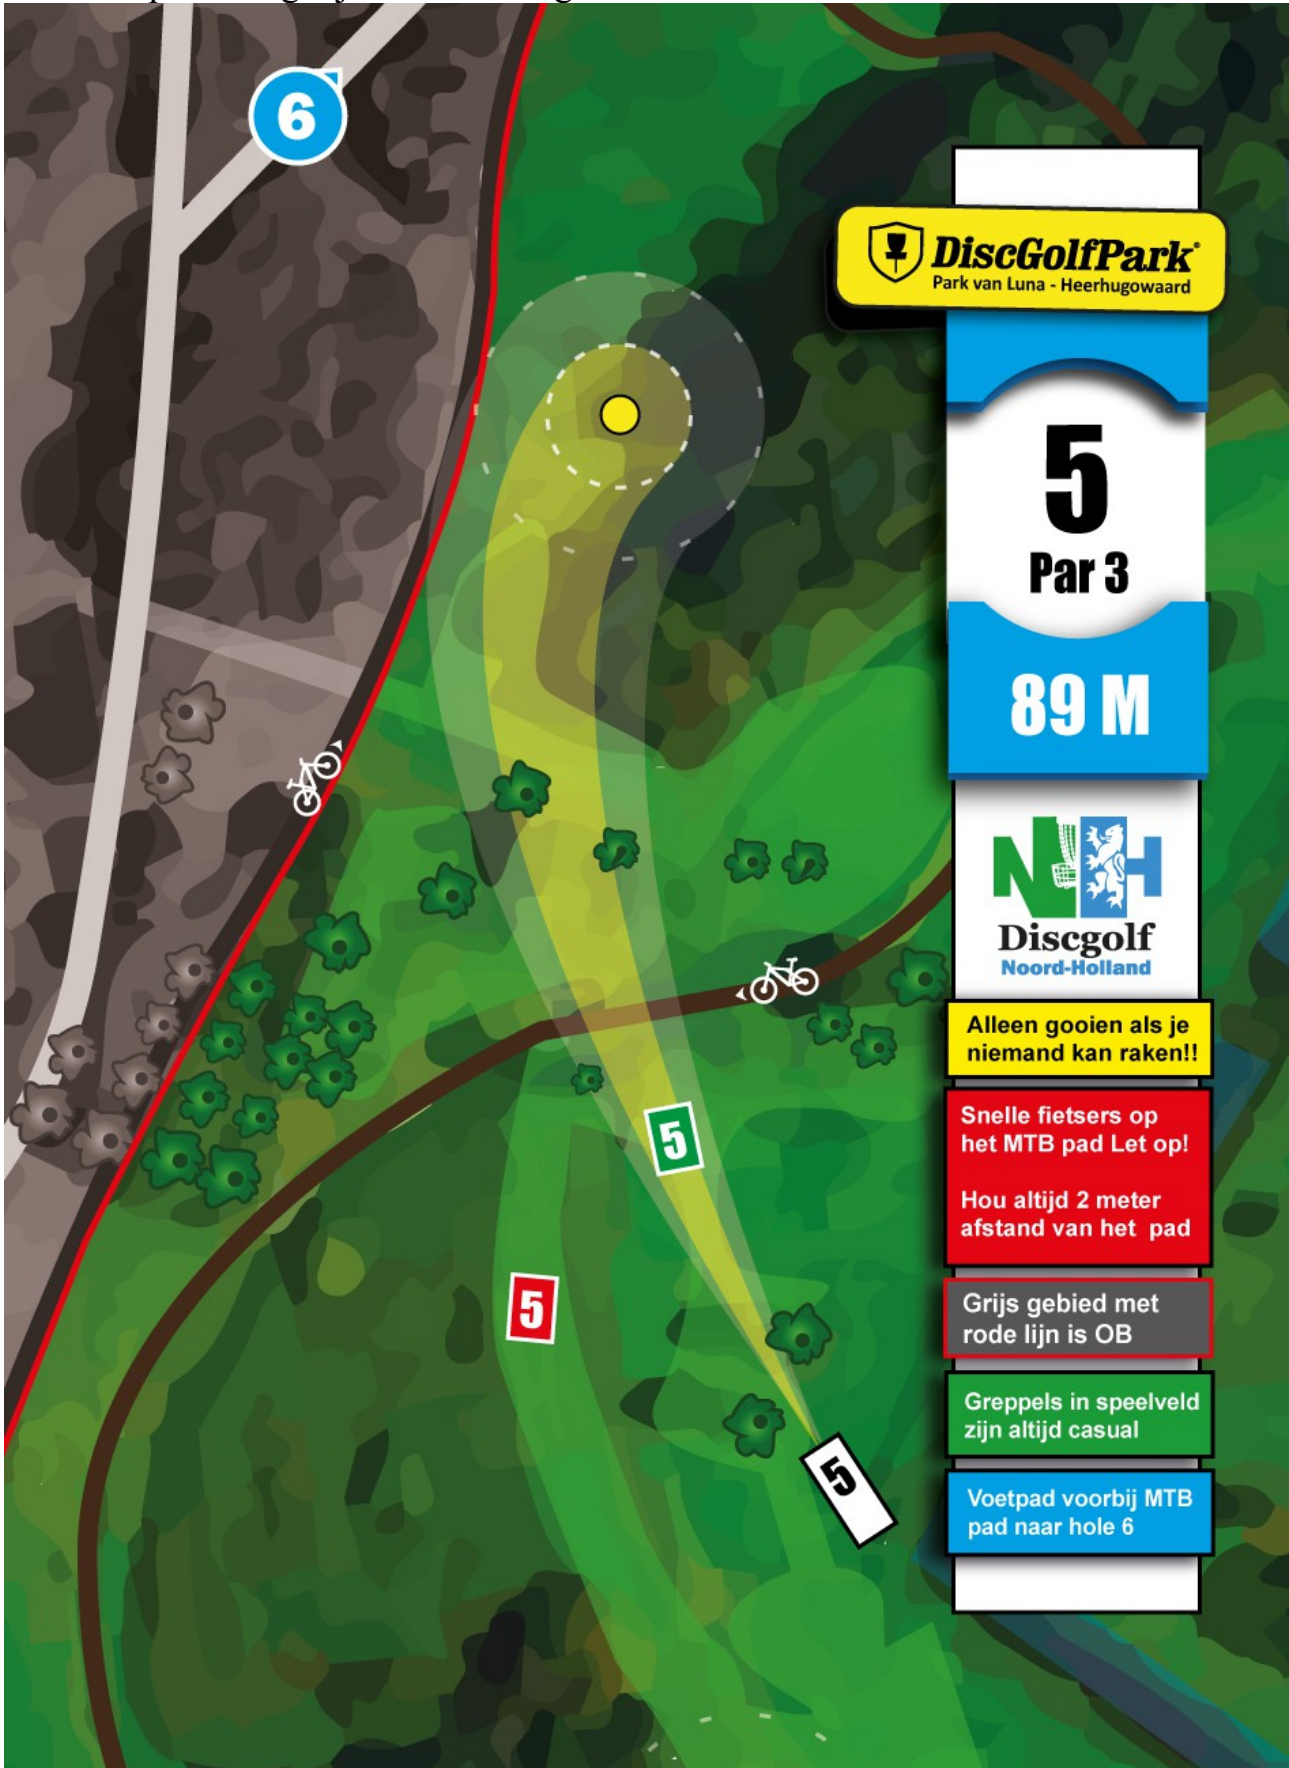 6
DiscGolfPark®
Park van Luna - Heerhugowaard
5
Par 3
89 M
NH
Discgolf
Noord-Holland
Alleen gooien als je
niemand kan raken!!
Snelle fietsers op
het MTB pad Let op!
Hou altijd 2 meter
afstand van het pad
Grijs gebied met
rode lijn is OB
Greppels in speelveld
zijn altijd casual
Voetpad voorbij MTB
pad naar hole 6
5
5
5